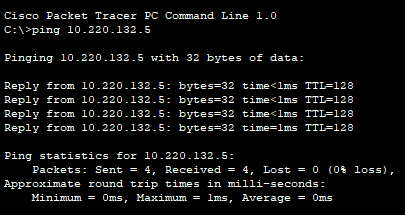 Cisco Packet Tracer PC Command Line 1.0
C:\>ping 10.220.132.5
Pinging 10.220.132.5 with 32 bytes of data:
Reply from 10.220.132.5: bytes=32 time<1ms TTL=128
Reply from 10.220.132.5: bytes=32 time<1ms TTL=128
Reply from 10.220.132.5: bytes=32 time<1ms TTL=128
Reply from 10.220.132.5: bytes=32 time=1ms TTL=128
Ping statistics for 10.220.132.5:
Packets: Sent = 4, Received = 4, Lost = 0 (0% loss),
Approximate round trip times in milli-seconds:
Minimum = 0ms, Maximum = 1ms, Average = 0ms